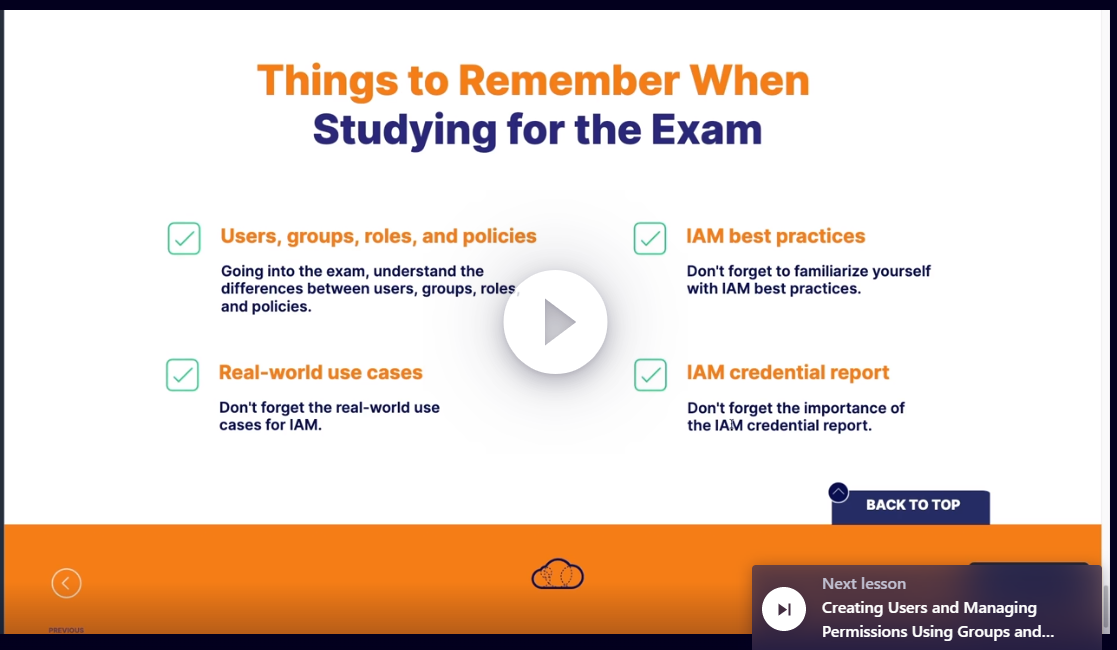 Things to Remember When
Studying for the Exam
Users, groups, roles, and policies
Going into the exam, understand the
differences between users, groups, roles,
and policies.
IAM best practices
Don't forget to familiarize yourself
with IAM best practices.
Real-world use cases
Don't forget the real-world use
cases for IAM.
IAM credential report
Don't forget the importance of
the IAM credential report.
BACK TO TOP
PREVIOUS
Next lesson
Creating Users and Managing
Permissions Using Groups and...